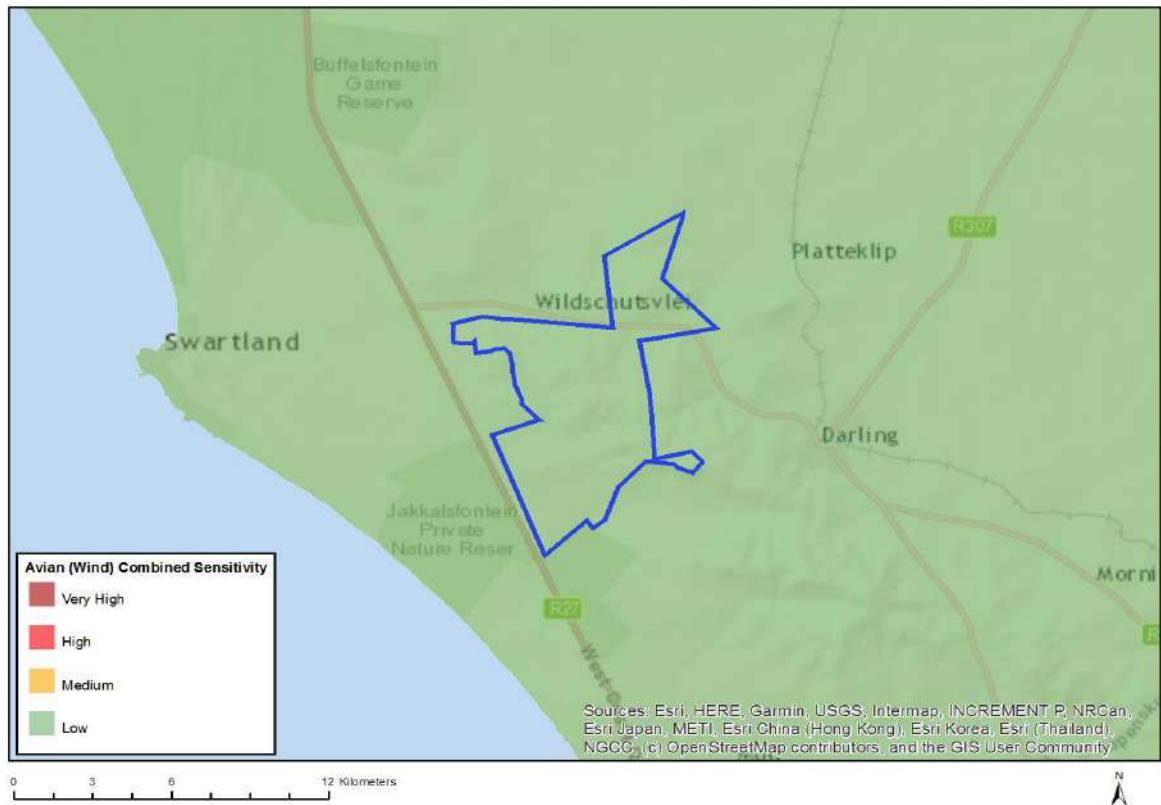 Buffelsfontein
Game
Reserve
R307
Platteklip
Wildschutsvlei
Swartland
Darling
Jakkalsfontein
Private
Nature Reser
Morni
R27
R
Avian (Wind) Combined Sensitivity
Very High
High
Medium
Low
Sources: Esri, HERE, Garmin, USGS, Intermap, INCREMENT P, NRCan,
Esri Japan, METI, Esri China (Hong Kong), Esri Korea, Esri (Thailand),
NGCC, (c) OpenStreetMap contributors, and the GIS User Community
0 3 6 12 Kilometers
N